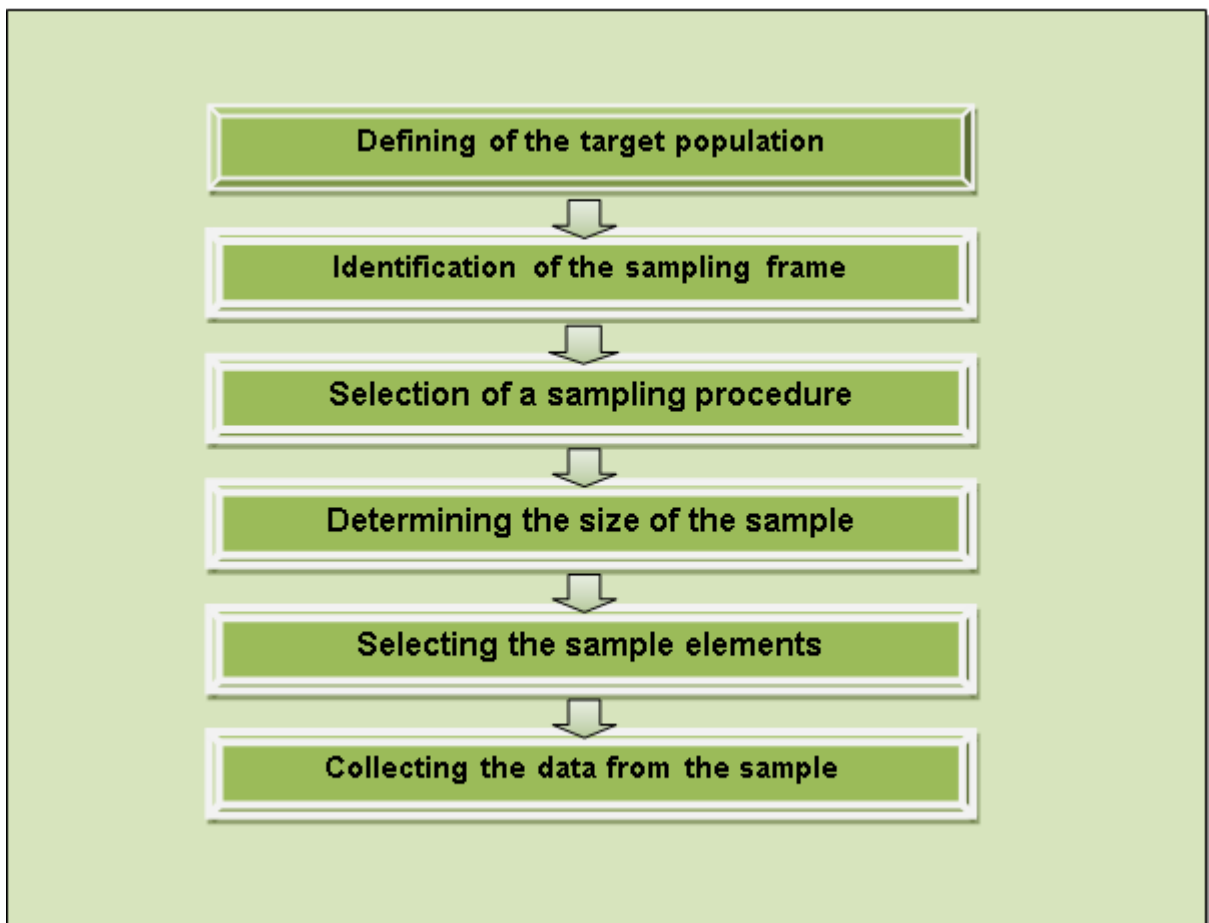 Defining of the target population
Identification of the sampling frame
Selection of a sampling procedure
Determining the size of the sample
Selecting the sample elements
Collecting the data from the sample